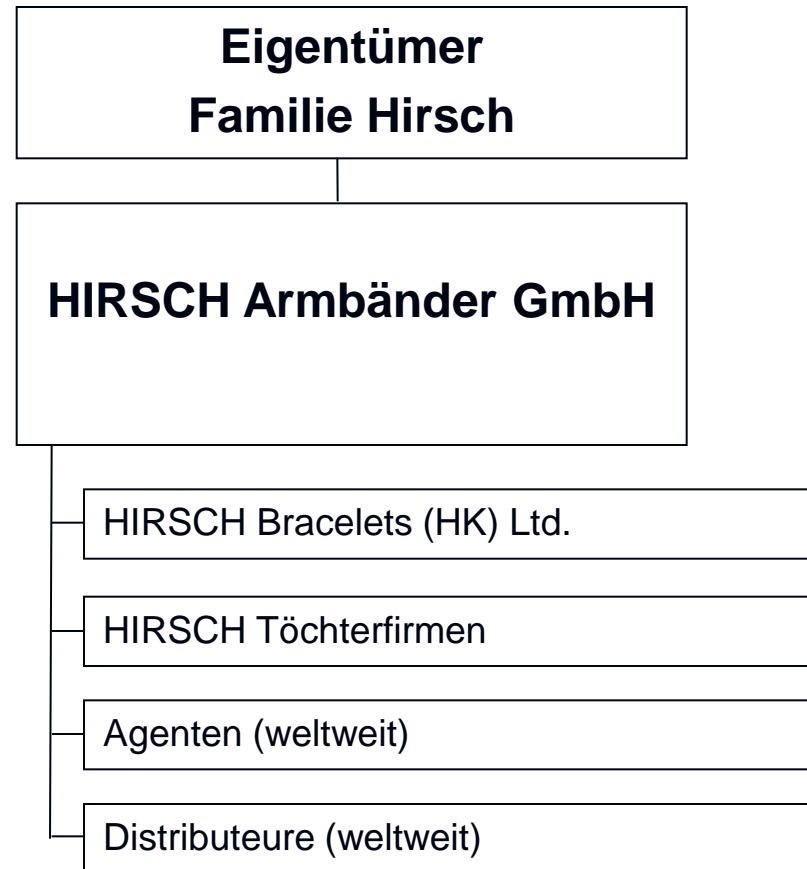 Eigentümer
Familie Hirsch
HIRSCH Armbänder GmbH
HIRSCH Bracelets (HK) Ltd.
HIRSCH Töchterfirmen
Agenten (weltweit)
Distributeure (weltweit)